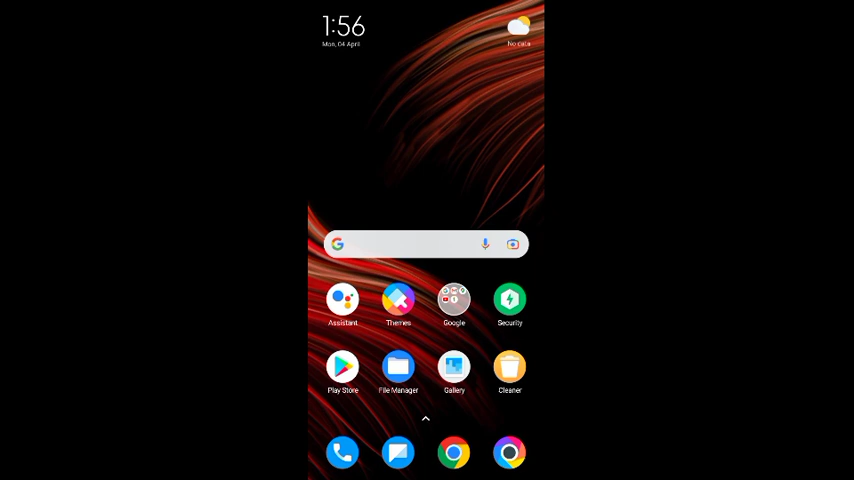 1:56
Mon, 04 April
No data
Assistant
Themes
Google
Security
Play Store
File Manager
Gallery
Cleaner